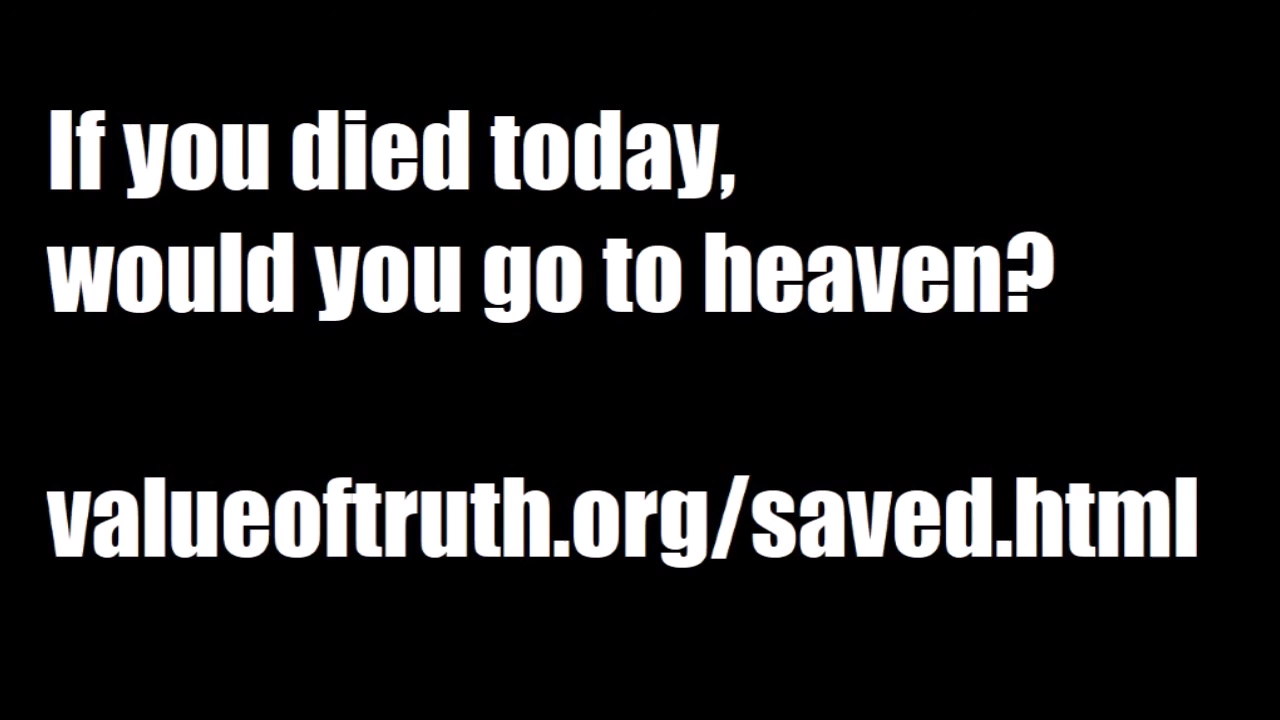 If you died today,
would you go to heaven?
valueoftruth.org/saved.html